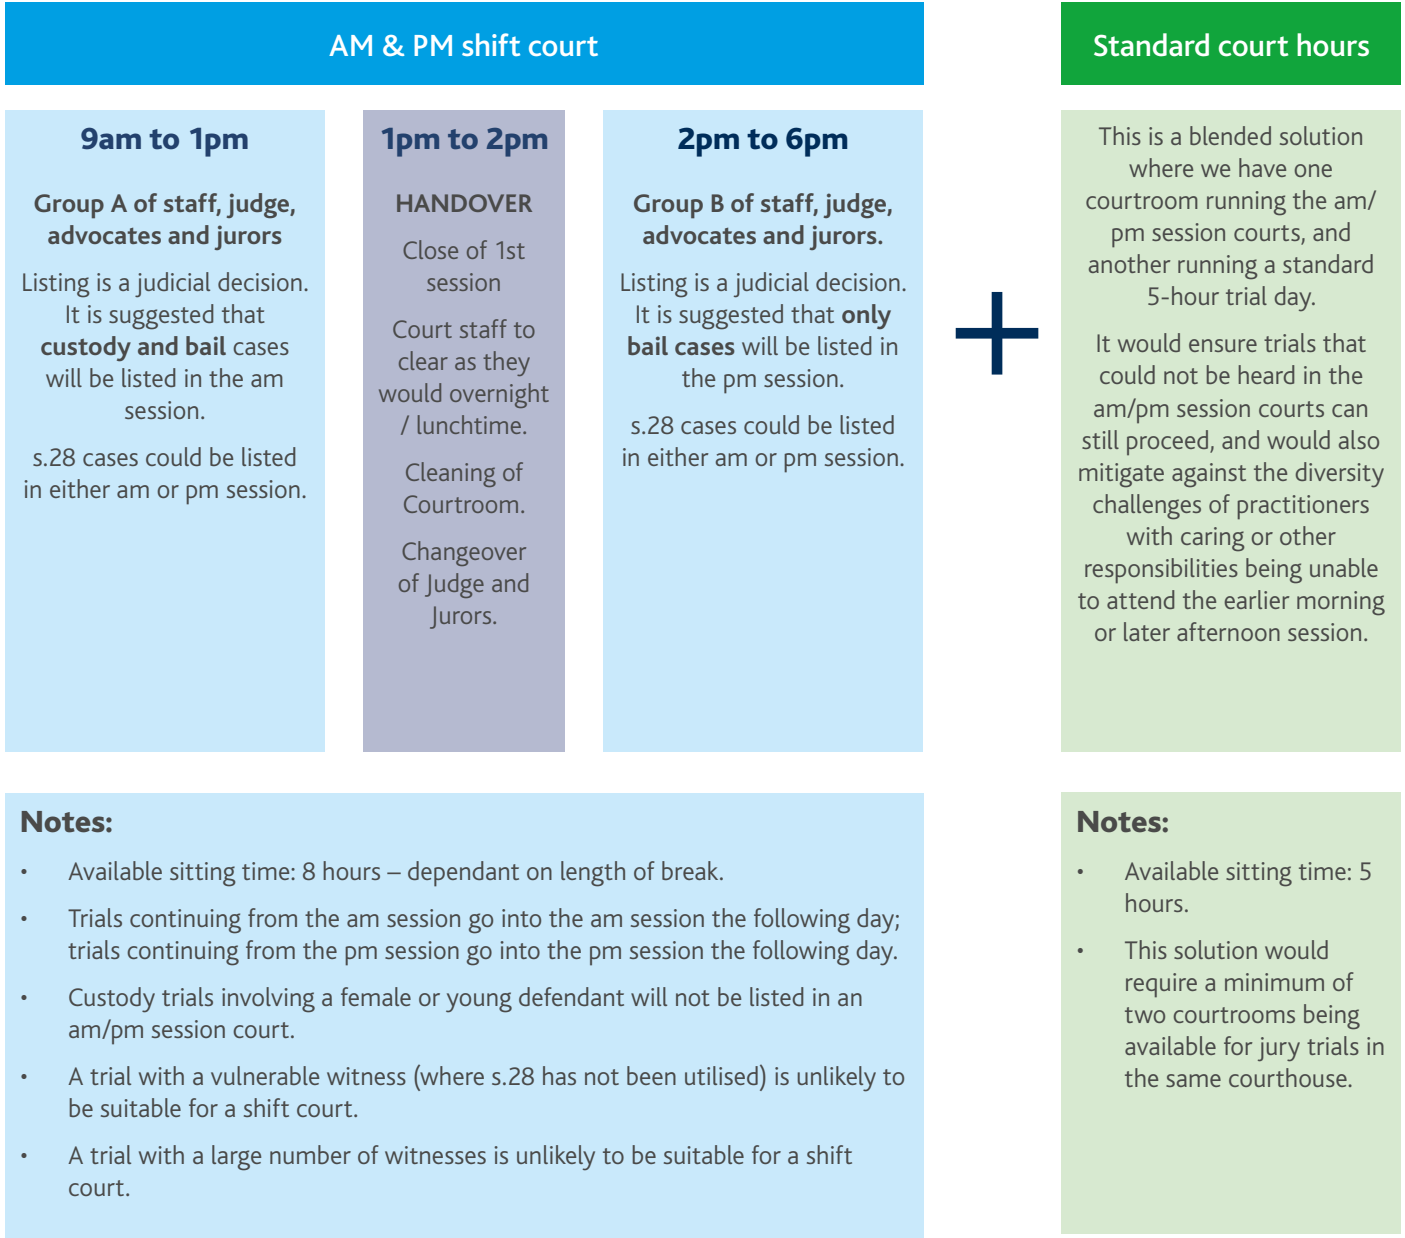 AM & PM shift court
9am to 1pm
Group A of staff, judge,
advocates and jurors
Listing is a judicial decision.
It is suggested that
custody and bail cases
will be listed in the am
session.
s.28 cases could be listed
in either am or pm session.
1pm to 2pm
HANDOVER
Close of 1st
session
Court staff to
clear as they
would overnight
/ lunchtime.
Cleaning of
Courtroom.
Changeover
of Judge and
Jurors.
2pm to 6pm
Group B of staff, judge,
advocates and jurors.
Listing is a judicial decision.
It is suggested that only
bail cases will be listed in
the pm session.
s.28 cases could be listed
in either am or pm session.
+
Standard court hours
This is a blended solution
where we have one
courtroom running the am/
pm session courts, and
another running a standard
5-hour trial day.
It would ensure trials that
could not be heard in the
am/pm session courts can
still proceed, and would also
mitigate against the diversity
challenges of practitioners
with caring or other
responsibilities being unable
to attend the earlier morning
or later afternoon session.
Notes:
• Available sitting time: 8 hours – dependant on length of break.
• Trials continuing from the am session go into the am session the following day;
trials continuing from the pm session go into the pm session the following day.
• Custody trials involving a female or young defendant will not be listed in an
am/pm session court.
• A trial with a vulnerable witness (where s.28 has not been utilised) is unlikely to
be suitable for a shift court.
• A trial with a large number of witnesses is unlikely to be suitable for a shift
court.
Notes:
• Available sitting time: 5
hours.
• This solution would
require a minimum of
two courtrooms being
available for jury trials in
the same courthouse.